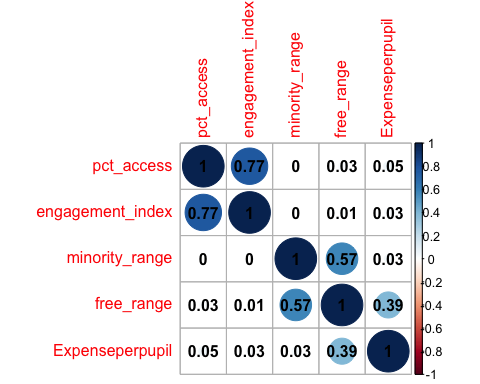 pct_access
engagement_index
minority_range
free_range
Expenseperpupil
pct_access 1 0.77 0 0.03 0.05
engagement_index 0.77 1 0 0.01 0.03
minority_range 0 0 1 0.57 0.03
free_range 0.03 0.01 0.57 1 0.39
Expenseperpupil 0.05 0.03 0.03 0.39 1
1
0.8
0.6
0.4
0.2
0
-0.2
-0.4
-0.6
-0.8
-1